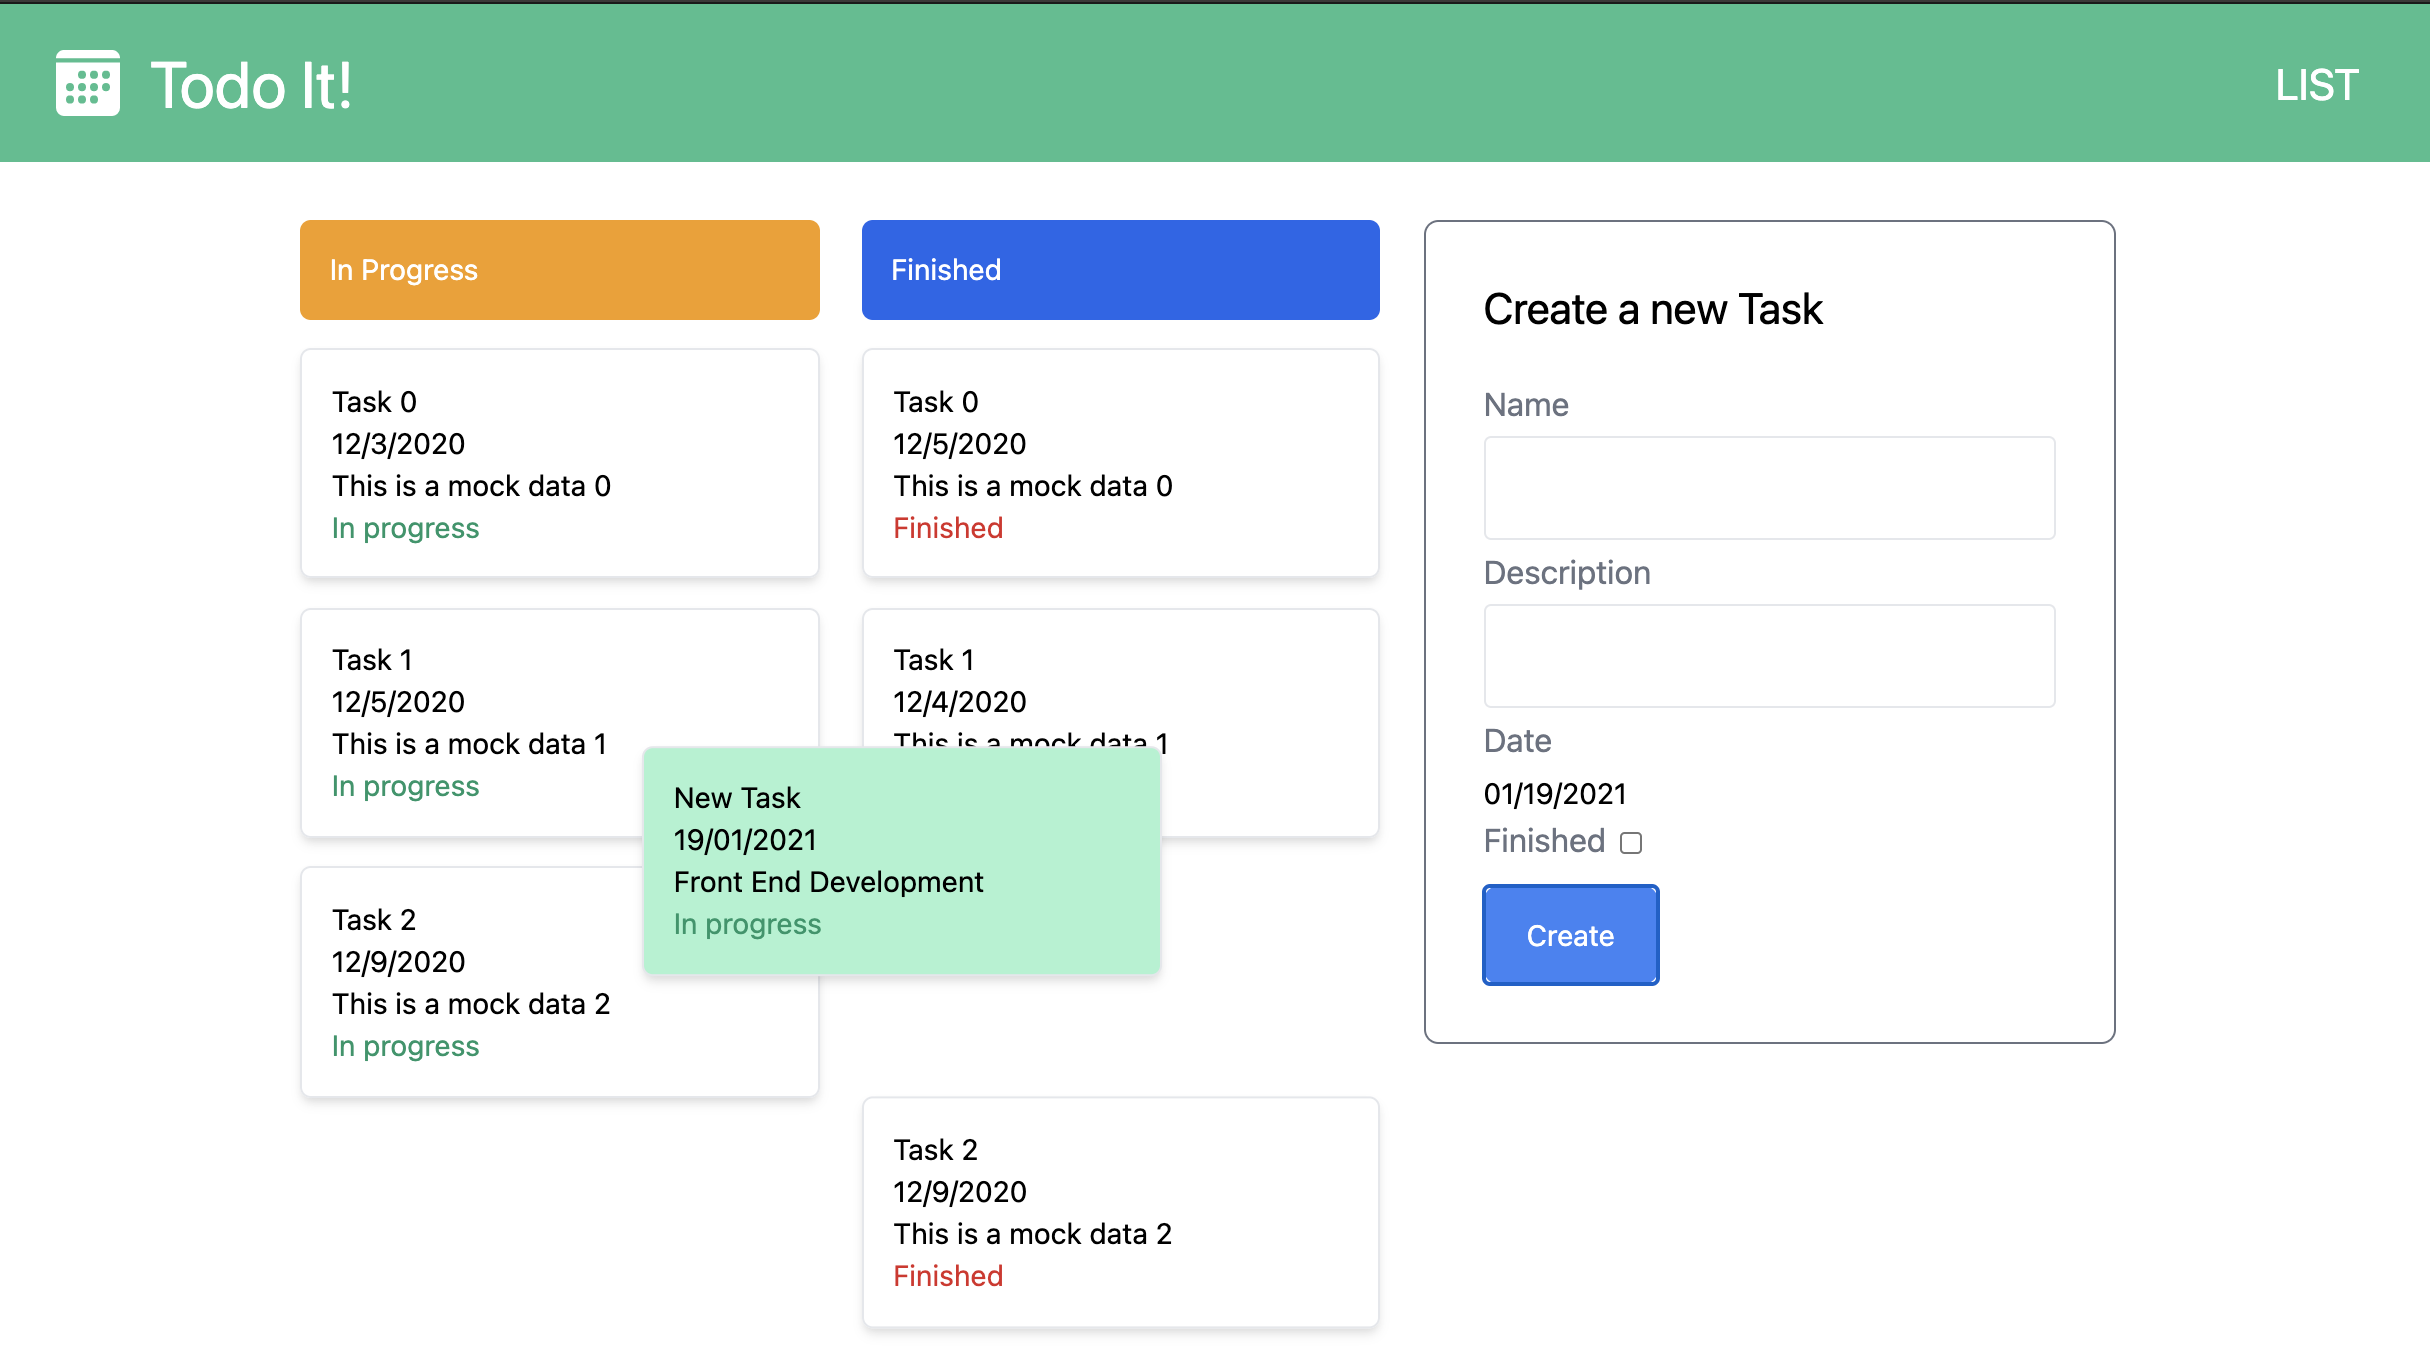 Todo It!
LIST
In Progress
Task 0
12/3/2020
This is a mock data 0
In progress
Task 1
12/5/2020
This is a mock data 1
In progress
Task 2
12/9/2020
This is a mock data 2
In progress
Finished
Task 0
12/5/2020
This is a mock data 0
Finished
Task 1
12/4/2020
This is a mock data 1
New Task
19/01/2021
Front End Development
In progress
Task 2
12/9/2020
This is a mock data 2
Finished
Create a new Task
Name
Description
Date
01/19/2021
Finished
Create